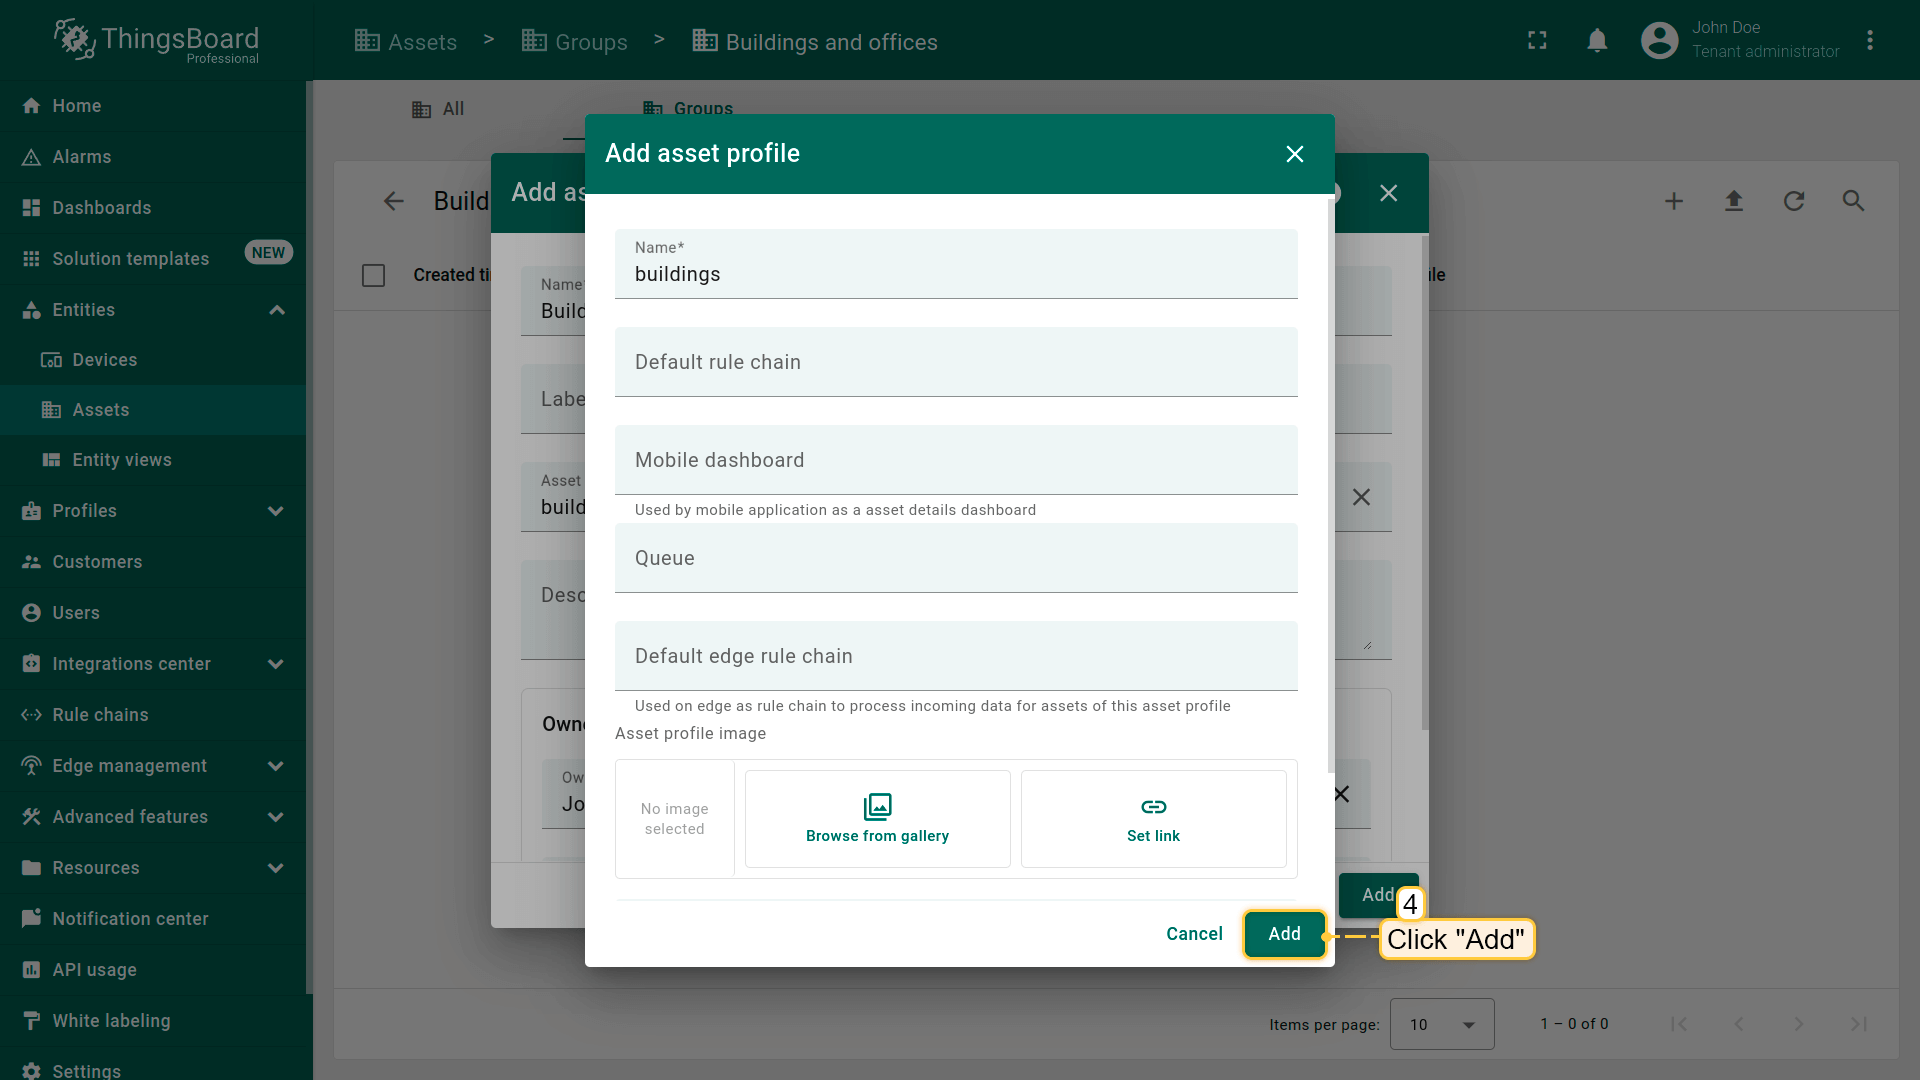 ThingsBoard
Professional
Assets > Groups > Buildings and offices
John Doe
Tenant administrator
Home
Alarms
Dashboards
Solution templates
NEW
Entities
Devices
Assets
Entity views
Profiles
Customers
Users
Integrations center
Rule chains
Edge management
Advanced features
Resources
Notification center
API usage
White labeling
Settings
All
Groups
Build
Created ti
ile
Add as
Name
Build
Labe
Asset
build
Desc
Owne
Ow
Jo
Add
Add asset profile
Name*
buildings
Default rule chain
Mobile dashboard
Used by mobile application as a asset details dashboard
Queue
Default edge rule chain
Used on edge as rule chain to process incoming data for assets of this asset profile
Asset profile image
No image
selected
Browse from gallery
Set link
Cancel
Add
4
Click "Add"
Items per page:
10
1 – 0 of 0